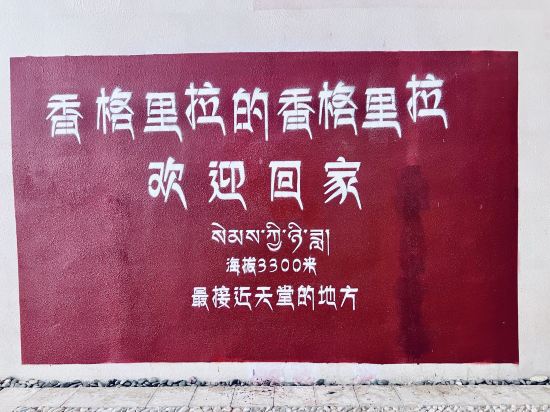 香格里拉的香格里拉
欢迎回家
སེམས་ཀྱི་ཉི་ཟླ།
海拔3300米
最接近天堂的地方